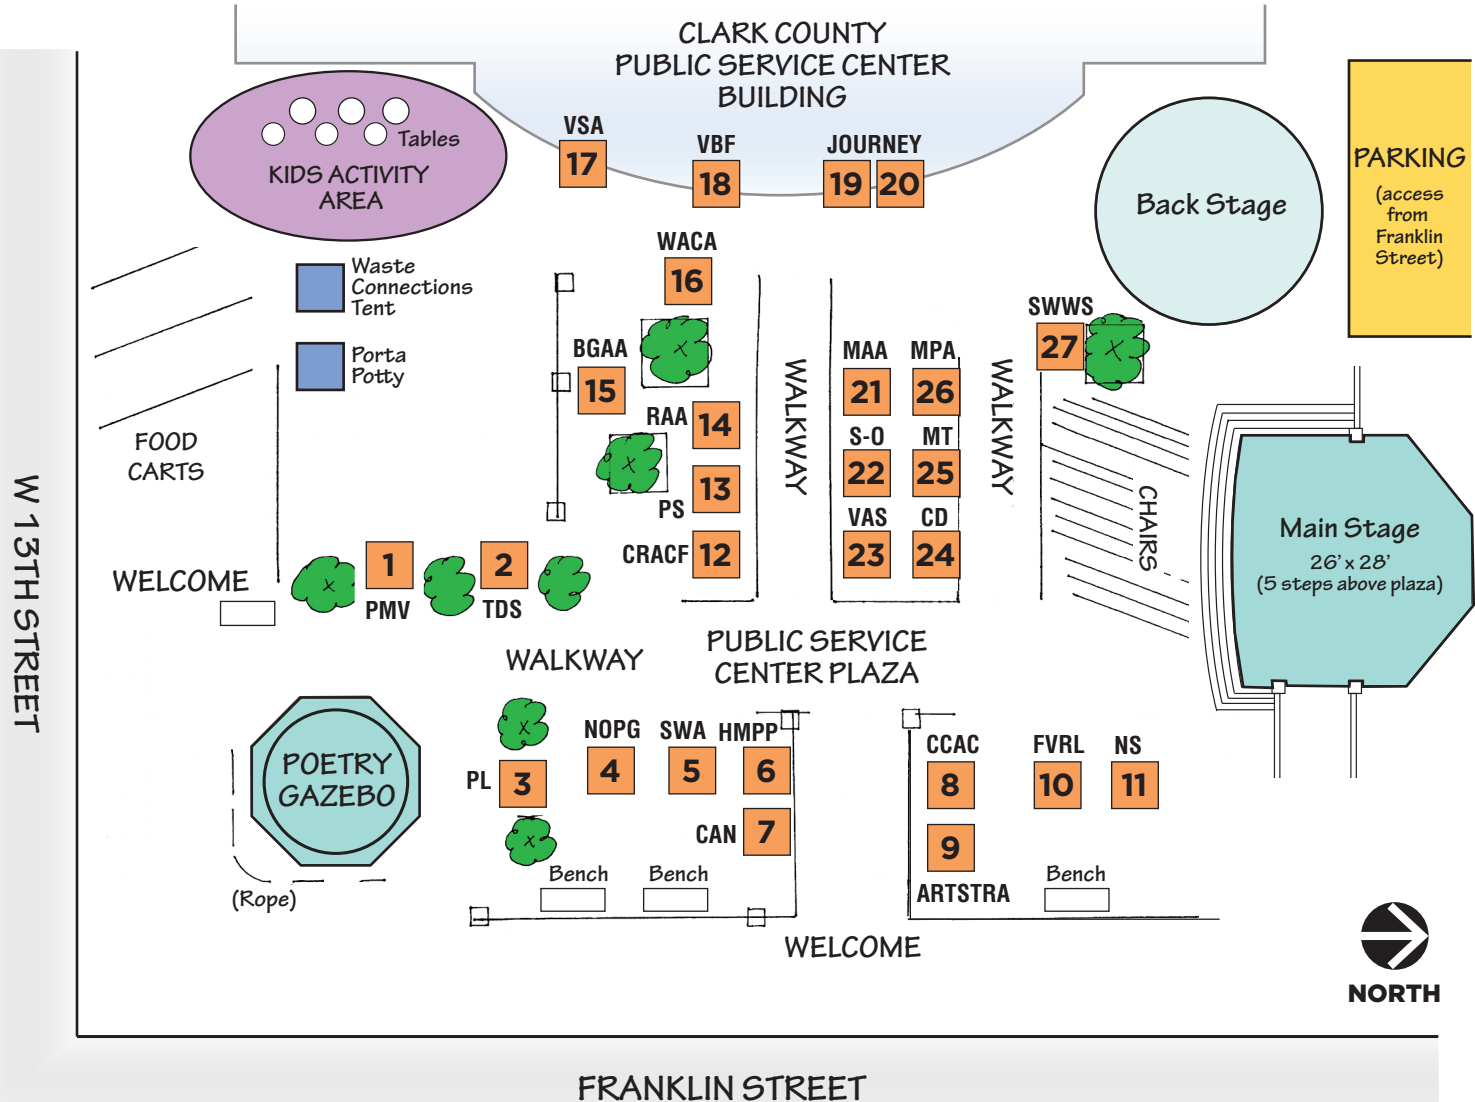 CLARK COUNTY
PUBLIC SERVICE CENTER
BUILDING
Tables
KIDS ACTIVITY
AREA
VSA
17
VBF
18
JOURNEY
19 20
Back Stage
PARKING
(access
from
Franklin
Street)
Waste
Connections
Tent
Porta
Potty
WACA
16
BGAA
15
RAA
14
13
PS
CRACF
12
WALKWAY
MAA
21
MPA
26
S-O
22
MT
25
VAS
23
CD
24
WALKWAY
SWWS
27
CHAIRS
Main Stage
26' x 28'
(5 steps above plaza)
FOOD
CARTS
W 13TH STREET
WELCOME
1
PMV
2
TDS
WALKWAY
PUBLIC SERVICE
CENTER PLAZA
POETRY
GAZEBO
(Rope)
PL
3
NOPG
4
SWA
5
HMPP
6
CAN
7
Bench
Bench
CCAC
8
9
ARTSTRA
FVRL
10
NS
11
Bench
WELCOME
NORTH
FRANKLIN STREET